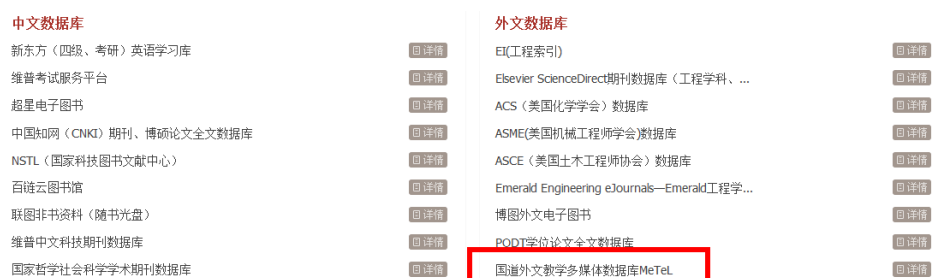 中文数据库
新东方（四级、考研）英语学习库 详情
维普考试服务平台 详情
超星电子图书 详情
中国知网（CNKI）期刊、博硕论文全文数据库 详情
NSTL（国家科技图书文献中心） 详情
百链云图书馆 详情
联图非书资料（随书光盘） 详情
维普中文科技期刊数据库 详情
国家哲学社会科学学术期刊数据库 详情
外文数据库
EI(工程索引) 详情
Elsevier ScienceDirect期刊数据库（工程学科、... 详情
ACS（美国化学学会）数据库 详情
ASME(美国机械工程师学会)数据库 详情
ASCE（美国土木工程师协会）数据库 详情
Emerald Engineering eJournals—Emerald工程学... 详情
博图外文电子图书 详情
PQDT学位论文全文数据库 详情
国道外文教学多媒体数据库MeTeL 详情